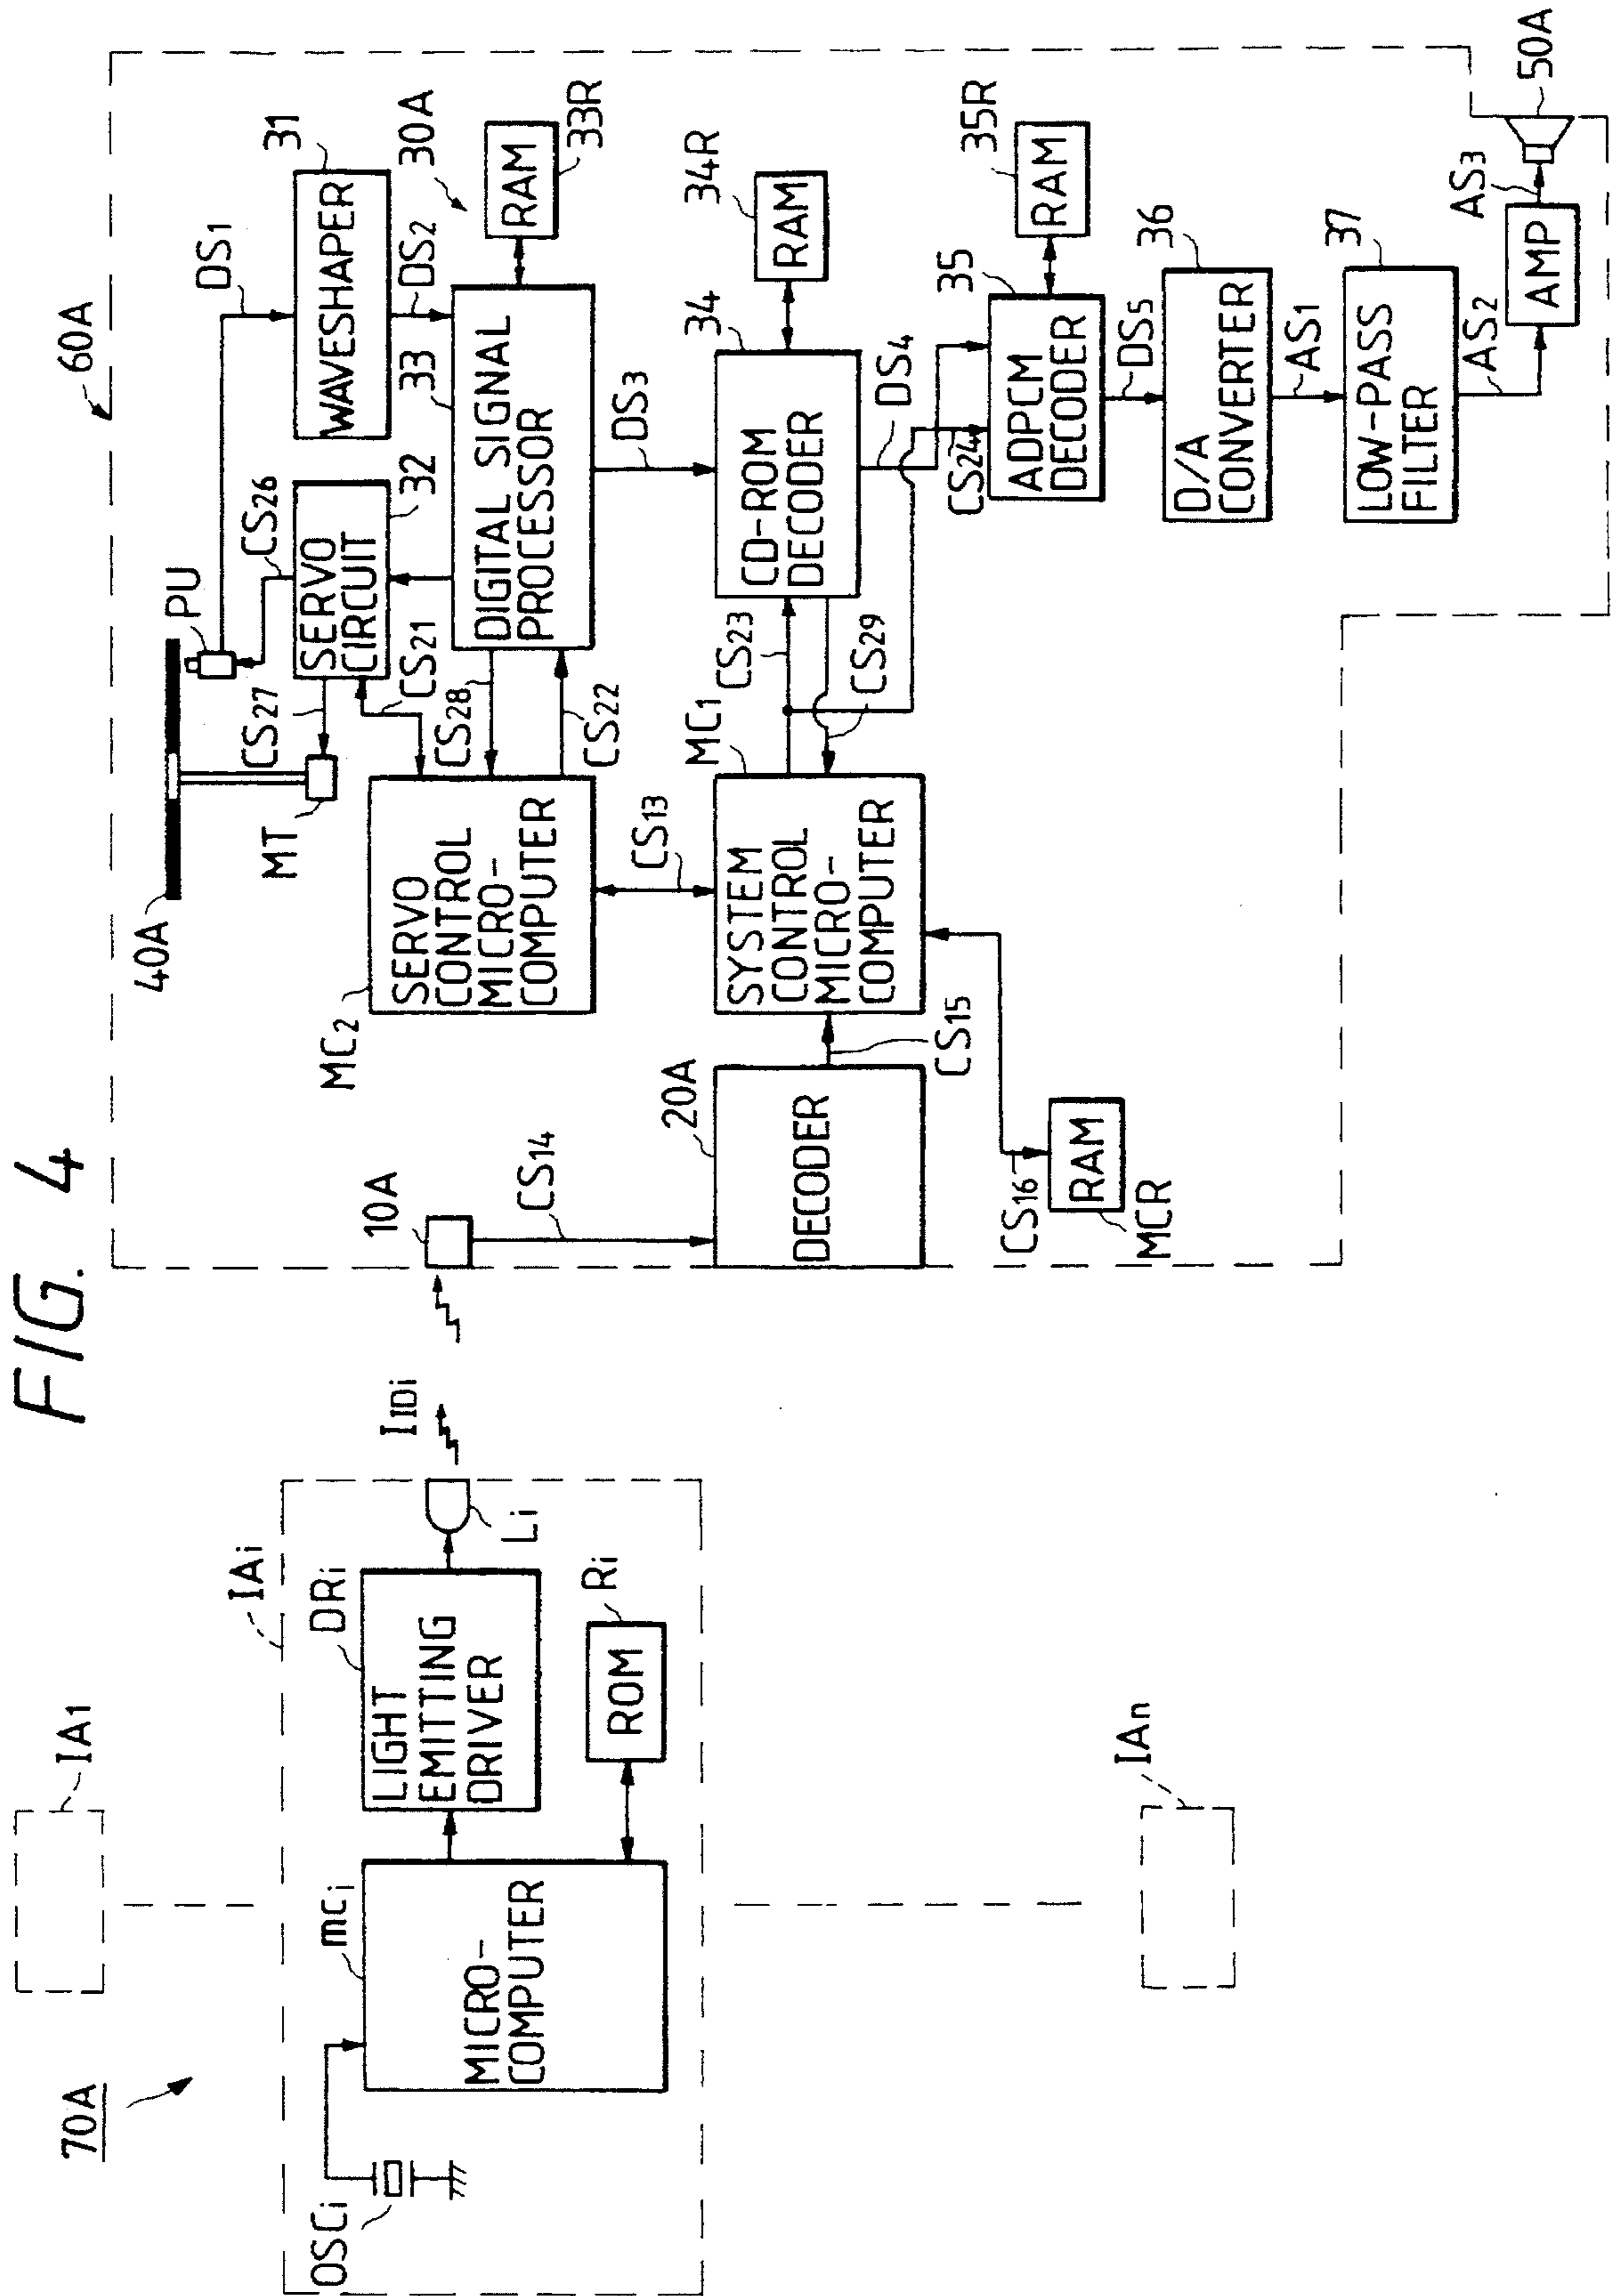 FIG. 4
70A
IA1
IAi
OSCi
mCi
MICRO-
COMPUTER
DRi
LIGHT
EMITTING
DRIVER
Li
Ri
ROM
IAn
IIDi
60A
10A
CS14
20A
DECODER
CS15
CS16
RAM
MCR
40A
MT
CS27
PU
CS26
DS1
31
WAVESHAPER
DS2
32
SERVO
CIRCUIT
CS21
CS28
CS22
MC2
SERVO
CONTROL
MICRO-
COMPUTER
33
DIGITAL SIGNAL
PROCESSOR
30A
RAM
33R
CS13
DS3
MC1
SYSTEM
CONTROL
MICRO-
COMPUTER
CS23
CS29
34
CD-ROM
DECODER
34R
RAM
DS4
CS24
35
ADPCM
DECODER
35R
RAM
DS5
36
D/A
CONVERTER
AS1
37
LOW-PASS
FILTER
AS2
AMP
AS3
50A